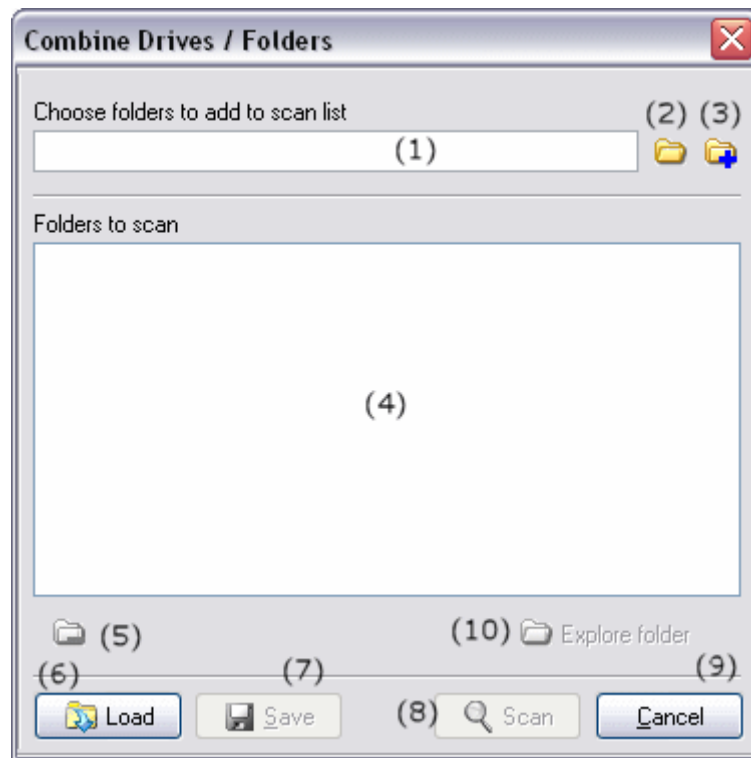 Combine Drives / Folders
Choose folders to add to scan list
(2) (3)
(1)
Folders to scan
(4)
(5)
(10) Explore folder
(6)
(7)
(9)
Load
Save
(8)
Scan
Cancel